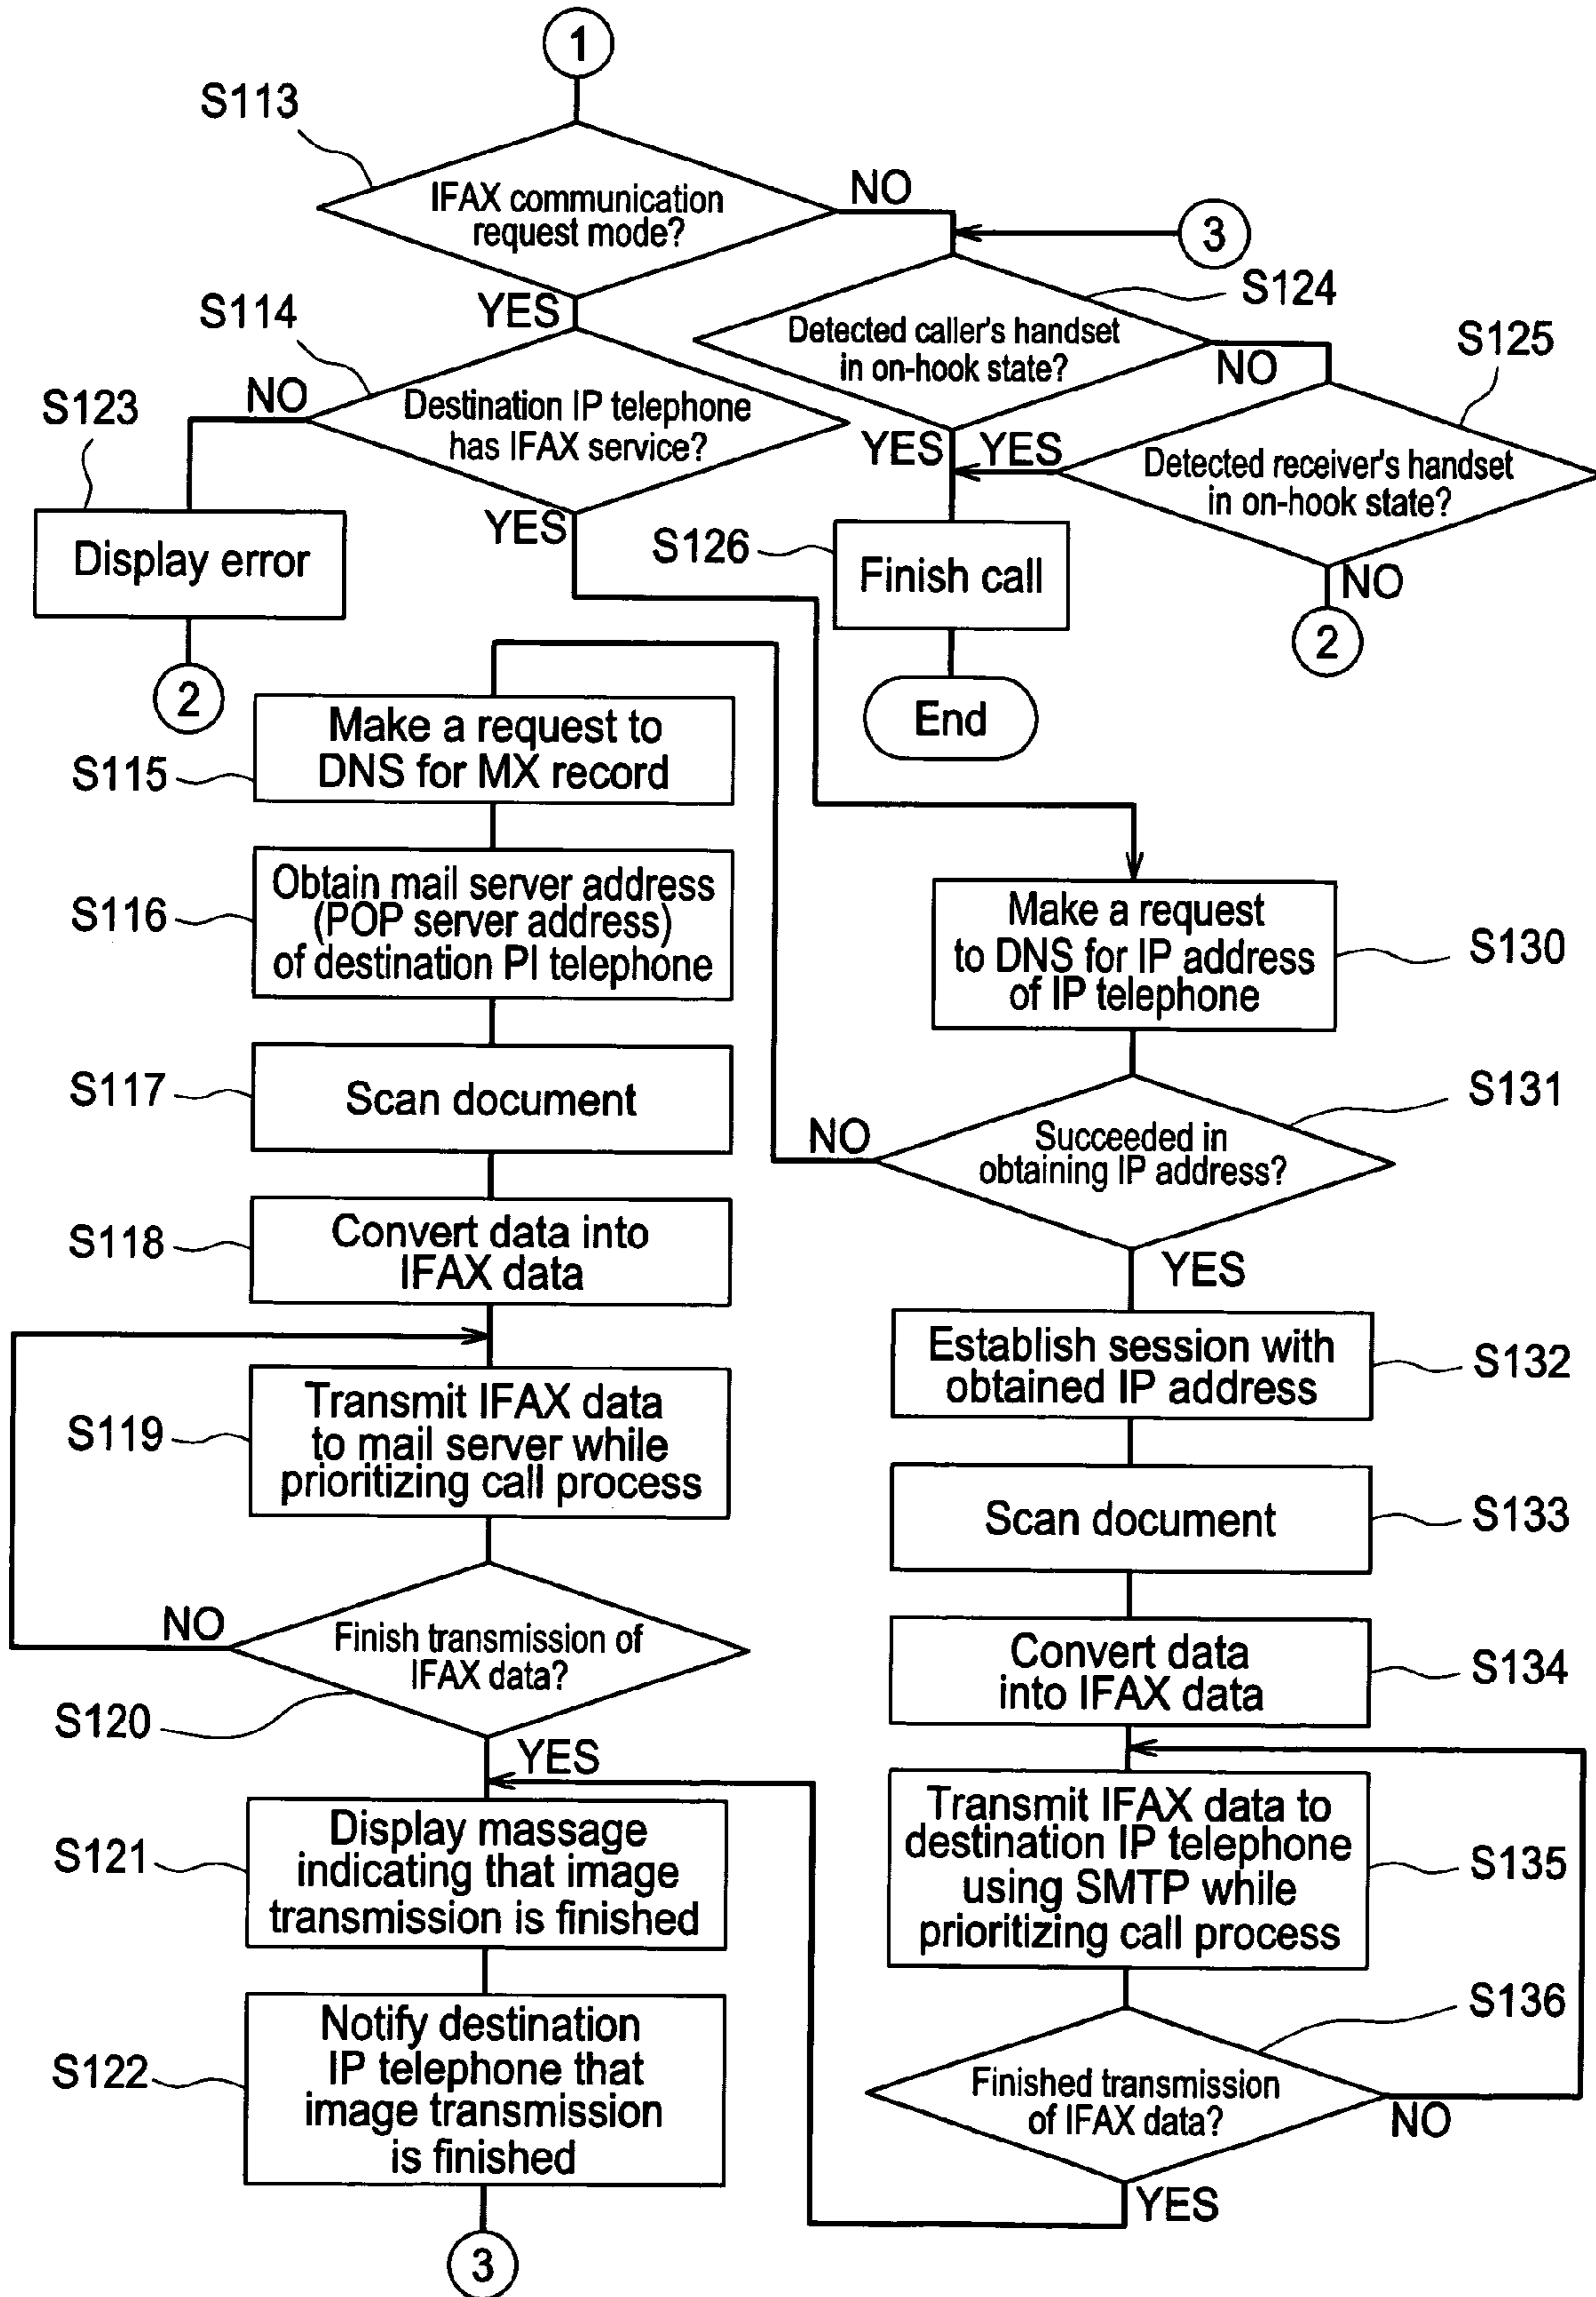 1
S113
IFAX communication
request mode?
NO
3
YES
S114
Destination IP telephone
has IFAX service?
NO
YES
S123
Display error
2
S124
Detected caller's handset
in on-hook state?
NO
YES
S125
Detected receiver's handset
in on-hook state?
YES
NO
2
S126
Finish call
End
S115
Make a request to
DNS for MX record
S116
Obtain mail server address
(POP server address)
of destination PI telephone
S117
Scan document
S118
Convert data into
IFAX data
S119
Transmit IFAX data
to mail server while
prioritizing call process
NO
Finish transmission of
IFAX data?
S120
YES
S121
Display massage
indicating that image
transmission is finished
S122
Notify destination
IP telephone that
image transmission
is finished
3
Make a request
to DNS for IP address
of IP telephone
S130
S131
NO
Succeeded in
obtaining IP address?
YES
Establish session with
obtained IP address
S132
Scan document
S133
Convert data
into IFAX data
S134
Transmit IFAX data to
destination IP telephone
using SMTP while
prioritizing call process
S135
S136
Finished transmission
of IFAX data?
NO
YES